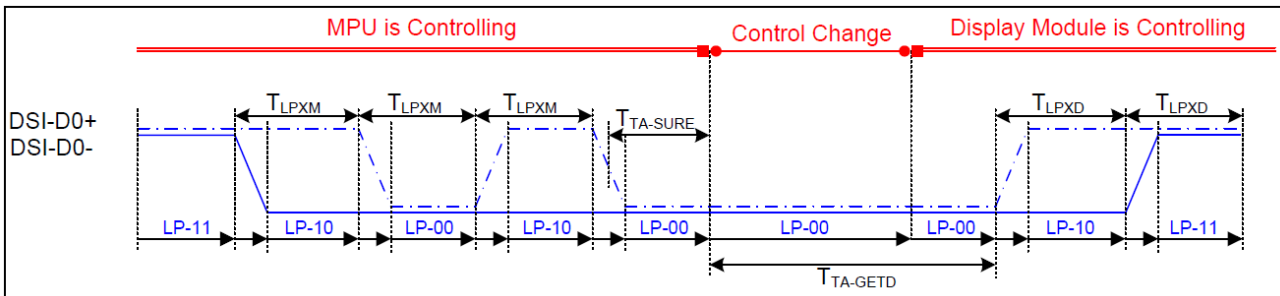 MPU is Controlling Control Change Display Module is Controlling
TLPXM TLPXM TLPXM TLPXD TLPXD
DSI-D0+ TTA-SURE
DSI-D0-
LP-11 LP-10 LP-00 LP-10 LP-00 LP-00 LP-00 LP-10 LP-11
TTA-GETD